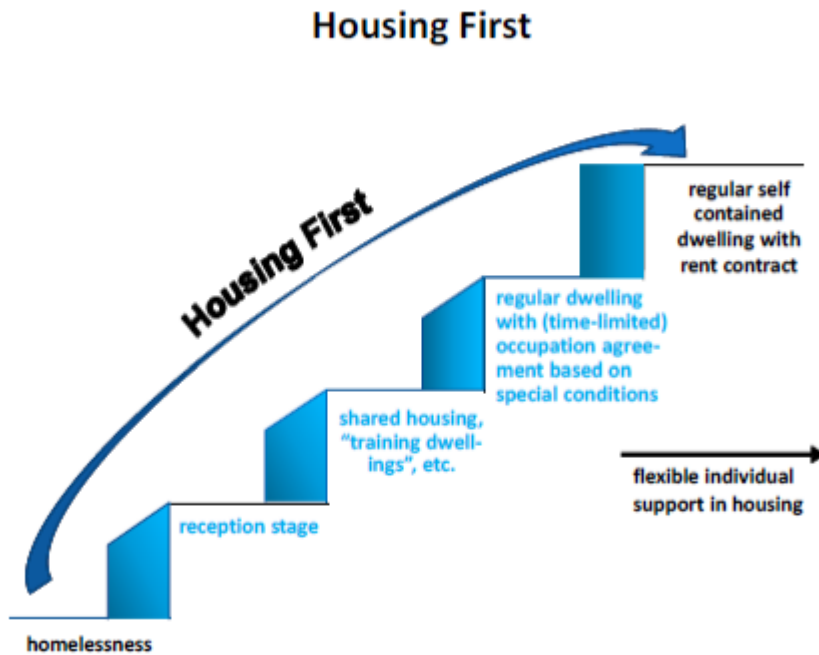 Housing First
Housing First
regular self
contained
dwelling with
rent contract
regular dwelling
with (time-limited)
occupation agree-
ment based on
special conditions
shared housing,
“training dwell-
ings”, etc.
flexible individual
support in housing
reception stage
homelessness